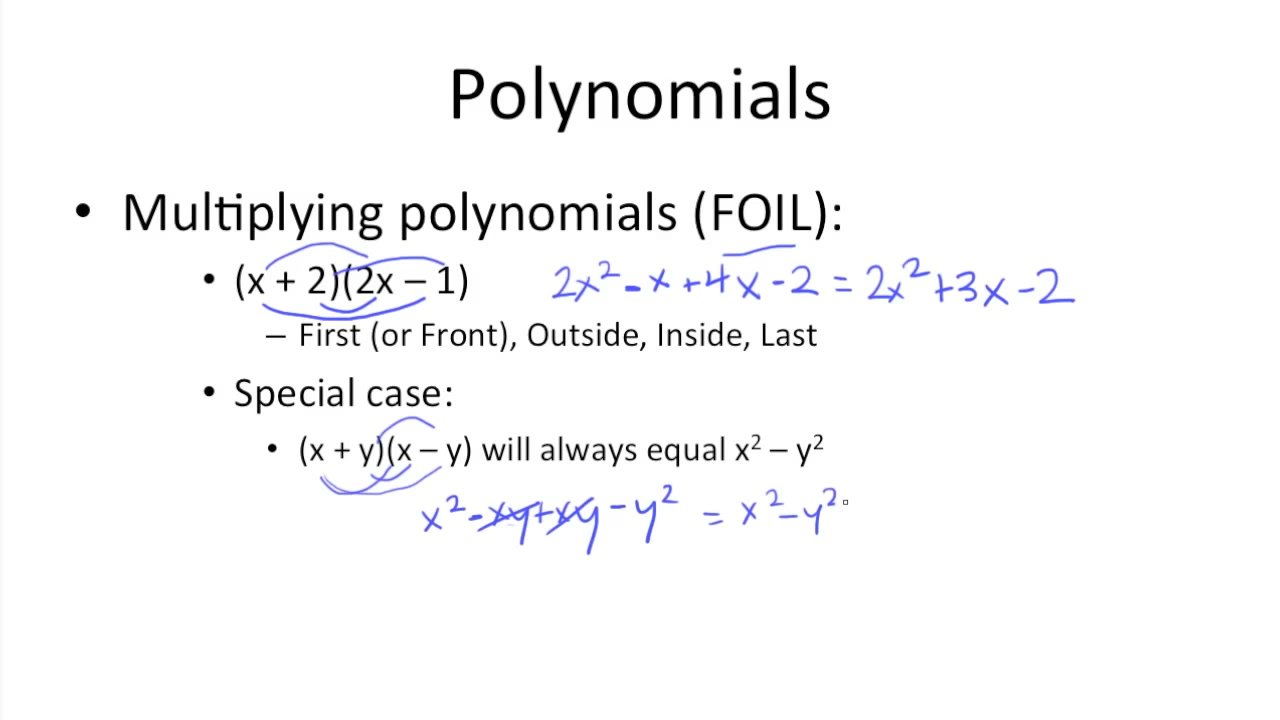 Polynomials
• Multiplying polynomials (FOIL):
• (x + 2)(2x – 1) 2x² - x + 4x - 2 = 2x² + 3x - 2
– First (or Front), Outside, Inside, Last
• Special case:
• (x + y)(x – y) will always equal x² – y²
x² - xy + xy - y² = x² - y²